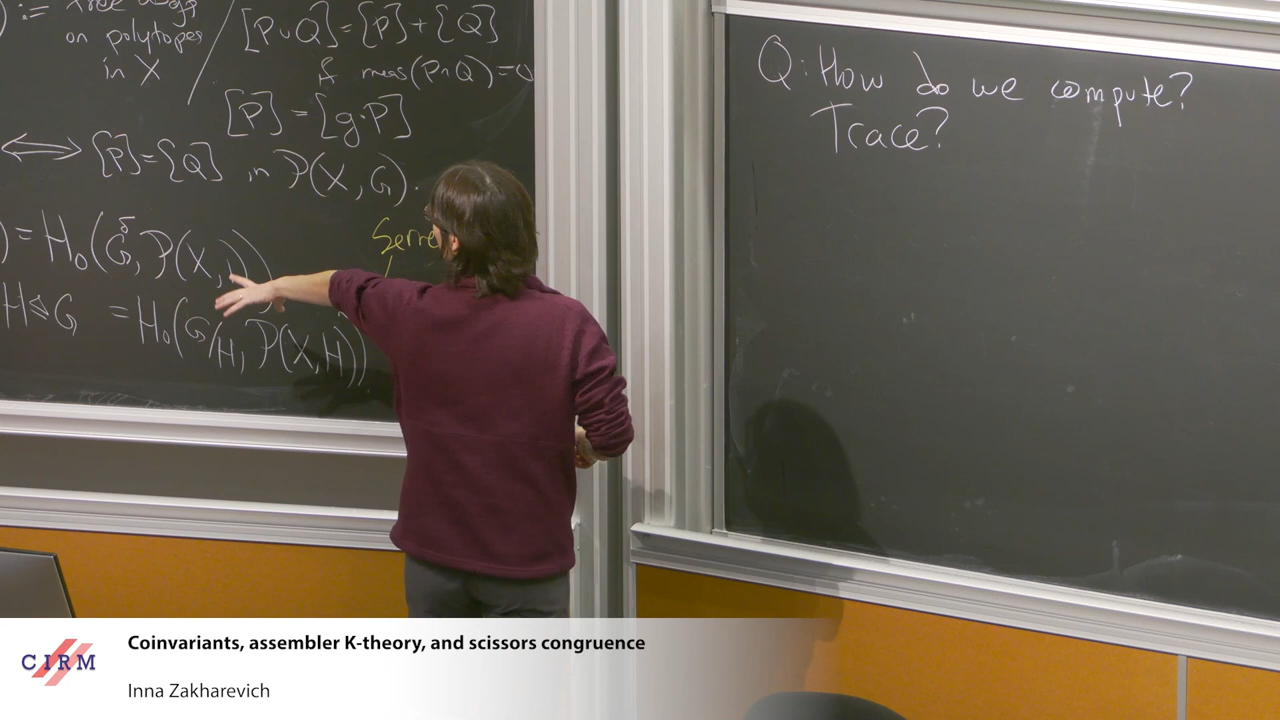 := free
on polytopes
in X
[P∪Q]=[P]+[Q]
if meas(P∩Q)=0
[P]=[g·P]
⟺ [P]=[Q] in P(X,G).
)=H₀(G^δ, P(X,1))
Serre
H⊴G =H₀(G/H, P(X,H))
Q: How do we compute?
Trace?
CIRM
Coinvariants, assembler K-theory, and scissors congruence
Inna Zakharevich